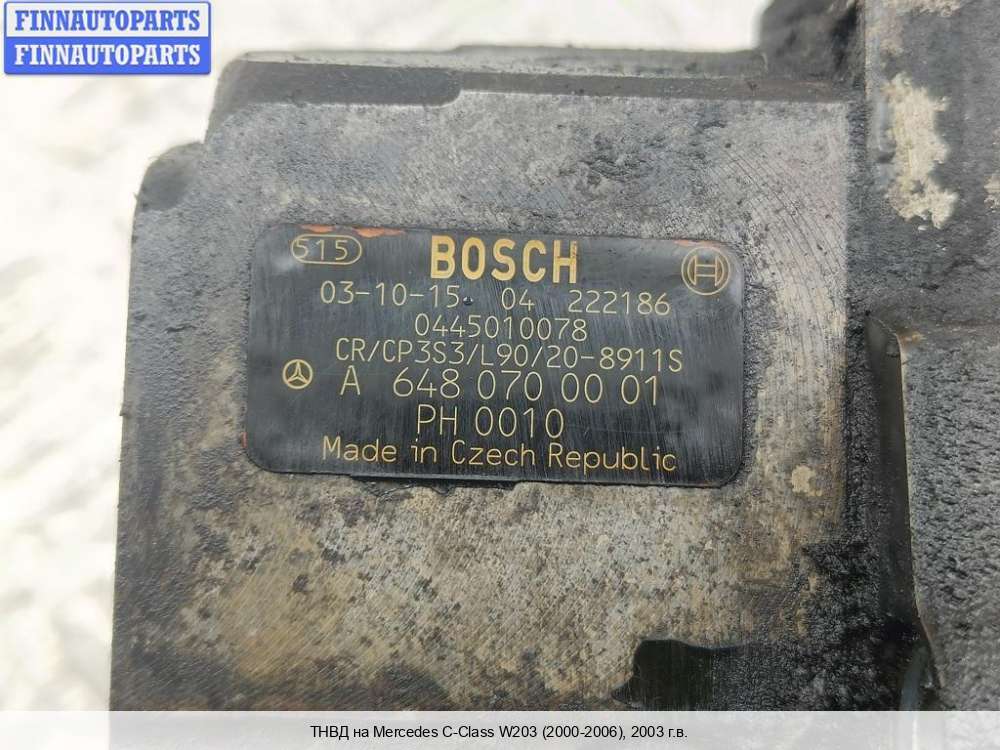 FINNAUTOPARTS
FINNAUTOPARTS
515 BOSCH
03-10-15 04 222186
0445010078
CR/CP3S3/L90/20-8911S
A 648 070 00 01
PH 0010
Made in Czech Republic
ТНВД на Mercedes C-Class W203 (2000-2006), 2003 г.в.